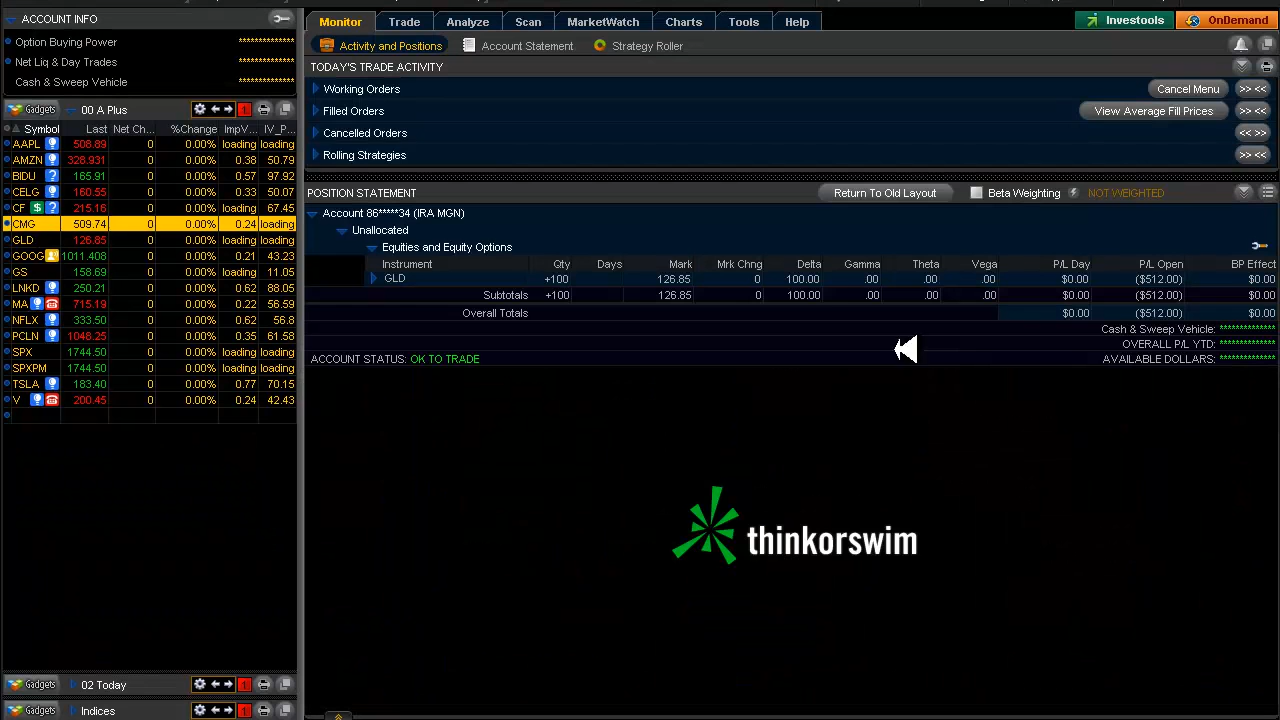 ACCOUNT INFO
Option Buying Power **************
Net Liq & Day Trades **************
Cash & Sweep Vehicle **************
Gadgets 00 A Plus 1
Symbol Last Net Ch... %Change ImpV... IV_P...
AAPL 508.89 0 0.00% loading loading
AMZN 328.931 0 0.00% 0.38 50.79
BIDU ? 165.91 0 0.00% 0.57 97.92
CELG 160.55 0 0.00% 0.33 50.07
CF $ ? 215.16 0 0.00% loading 67.45
CMG 509.74 0 0.00% 0.24 loading
GLD 126.85 0 0.00% loading loading
GOOG 1011.408 0 0.00% 0.21 43.23
GS 158.69 0 0.00% loading 11.05
LNKD 250.21 0 0.00% 0.62 88.05
MA 715.19 0 0.00% 0.22 56.59
NFLX 333.50 0 0.00% 0.62 56.8
PCLN 1048.25 0 0.00% 0.35 61.58
SPX 1744.50 0 0.00% loading loading
SPXPM 1744.50 0 0.00% loading loading
TSLA 183.40 0 0.00% 0.77 70.15
V 200.45 0 0.00% 0.24 42.43
Gadgets 02 Today 1
Gadgets Indices 1
Monitor Trade Analyze Scan MarketWatch Charts Tools Help Investools OnDemand
Activity and Positions Account Statement Strategy Roller
TODAY'S TRADE ACTIVITY
Working Orders Cancel Menu >> <<
Filled Orders View Average Fill Prices >> <<
Cancelled Orders << >>
Rolling Strategies >> <<
POSITION STATEMENT Return To Old Layout Beta Weighting NOT WEIGHTED
Account 86*****34 (IRA MGN)
Unallocated
Equities and Equity Options
Instrument Qty Days Mark Mrk Chng Delta Gamma Theta Vega P/L Day P/L Open BP Effect
GLD +100 126.85 0 100.00 .00 .00 .00 $0.00 ($512.00) $0.00
Subtotals +100 126.85 0 100.00 .00 .00 .00 $0.00 ($512.00) $0.00
Overall Totals $0.00 ($512.00) $0.00
Cash & Sweep Vehicle: **************
OVERALL P/L YTD: **************
ACCOUNT STATUS: OK TO TRADE AVAILABLE DOLLARS: **************
thinkorswim